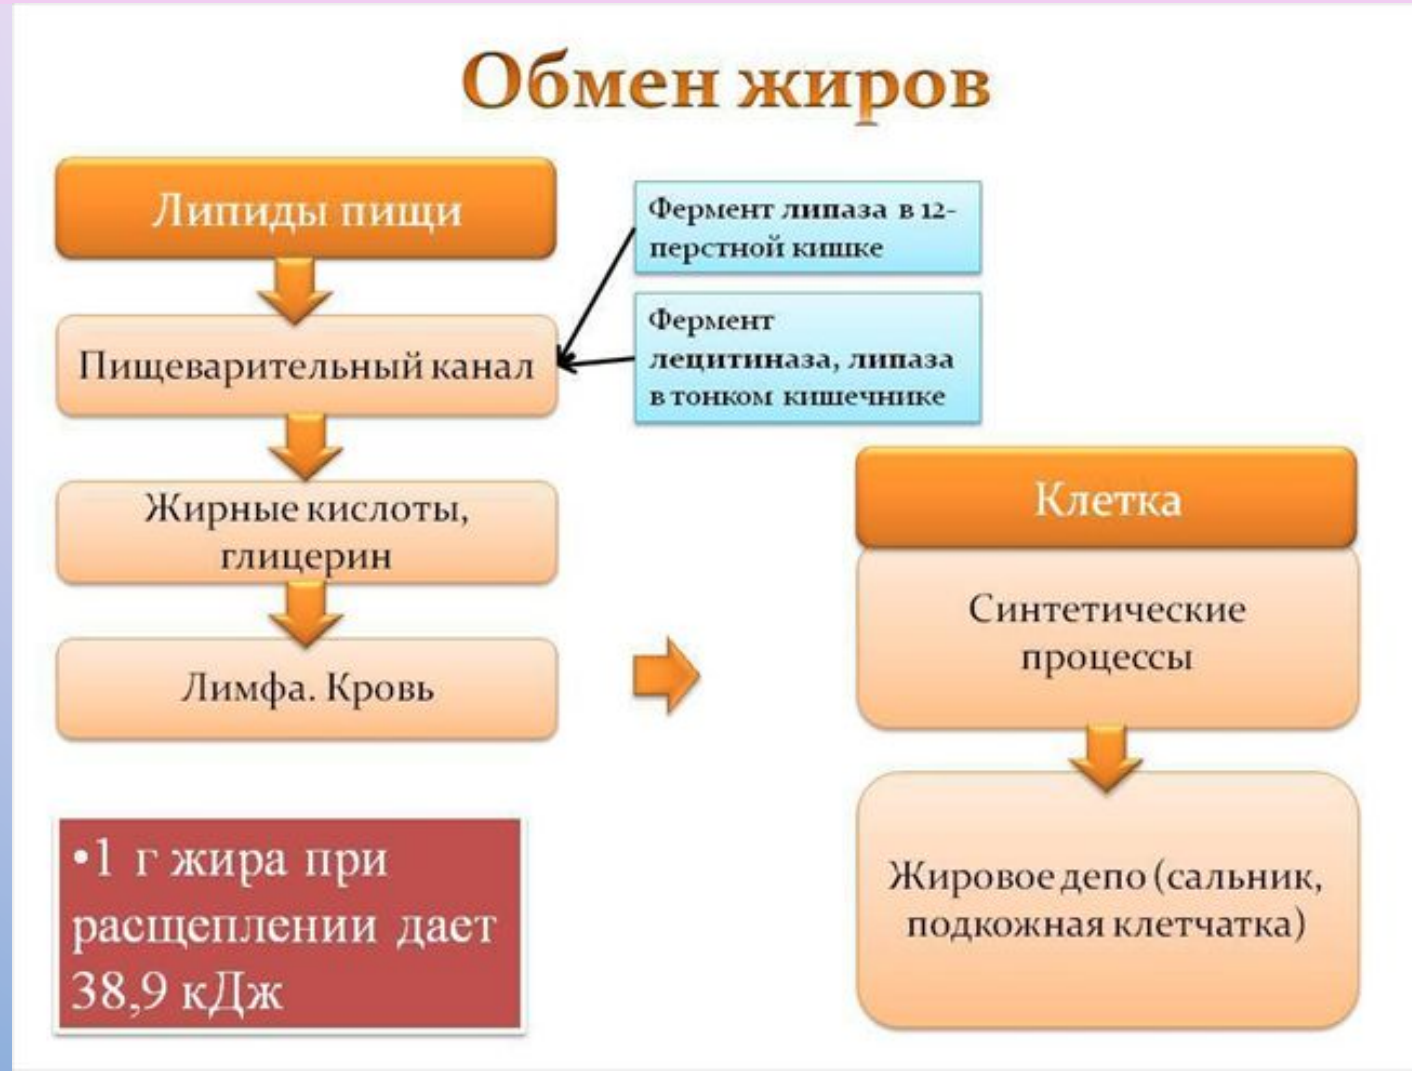 Обмен жиров
Липиды пищи
Фермент липаза в 12-
перстной кишке
Пищеварительный канал
Фермент
лецитиназа, липаза
в тонком кишечнике
Жирные кислоты,
глицерин
Лимфа. Кровь
Клетка
Синтетические
процессы
Жировое депо (сальник,
подкожная клетчатка)
•1 г жира при
расщеплении дает
38,9 кДж